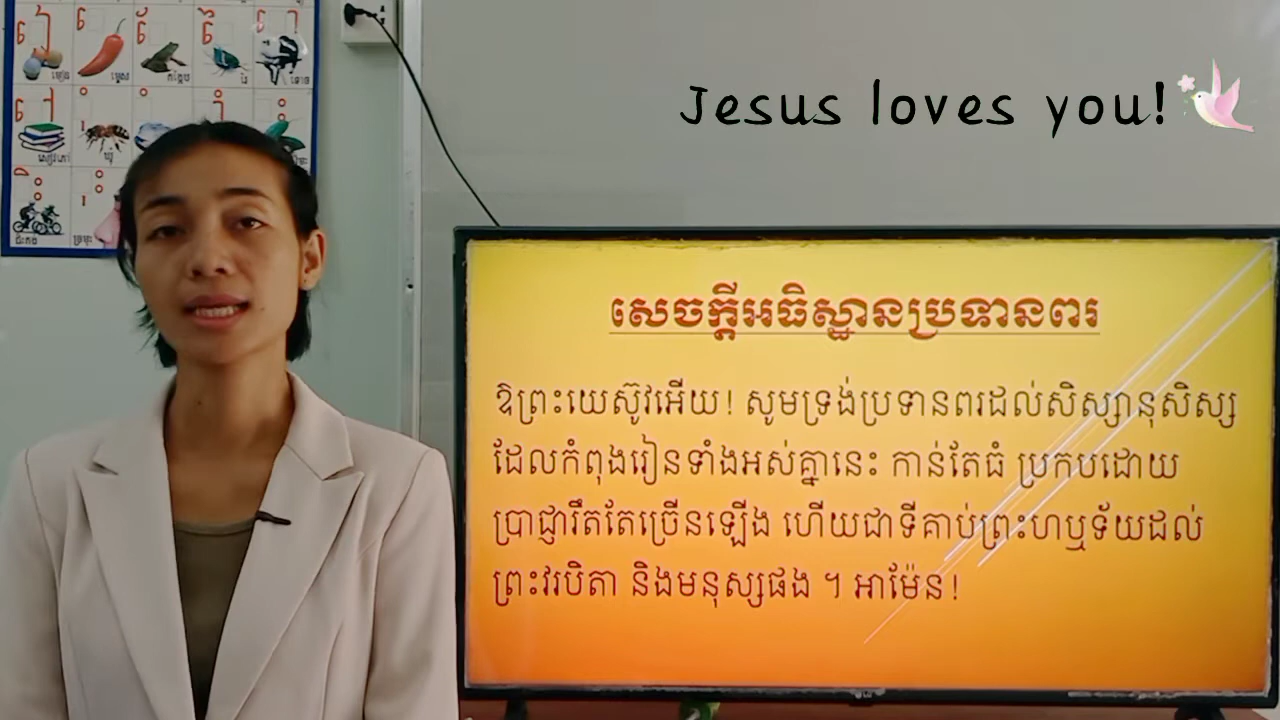 Jesus loves you!
សេចក្ដីអធិស្ឋានប្រទានពរ
ឱព្រះយេស៊ូវអើយ! សូមទ្រង់ប្រទានពរដល់សិស្សានុសិស្ស
ដែលកំពុងរៀនទាំងអស់គ្នានេះ កាន់តែធំ ប្រកបដោយ
ប្រាជ្ញារឹតតែច្រើនឡើង ហើយជាទីគាប់ព្រះហឫទ័យដល់
ព្រះវរបិតា និងមនុស្សផង ។ អាម៉ែន!